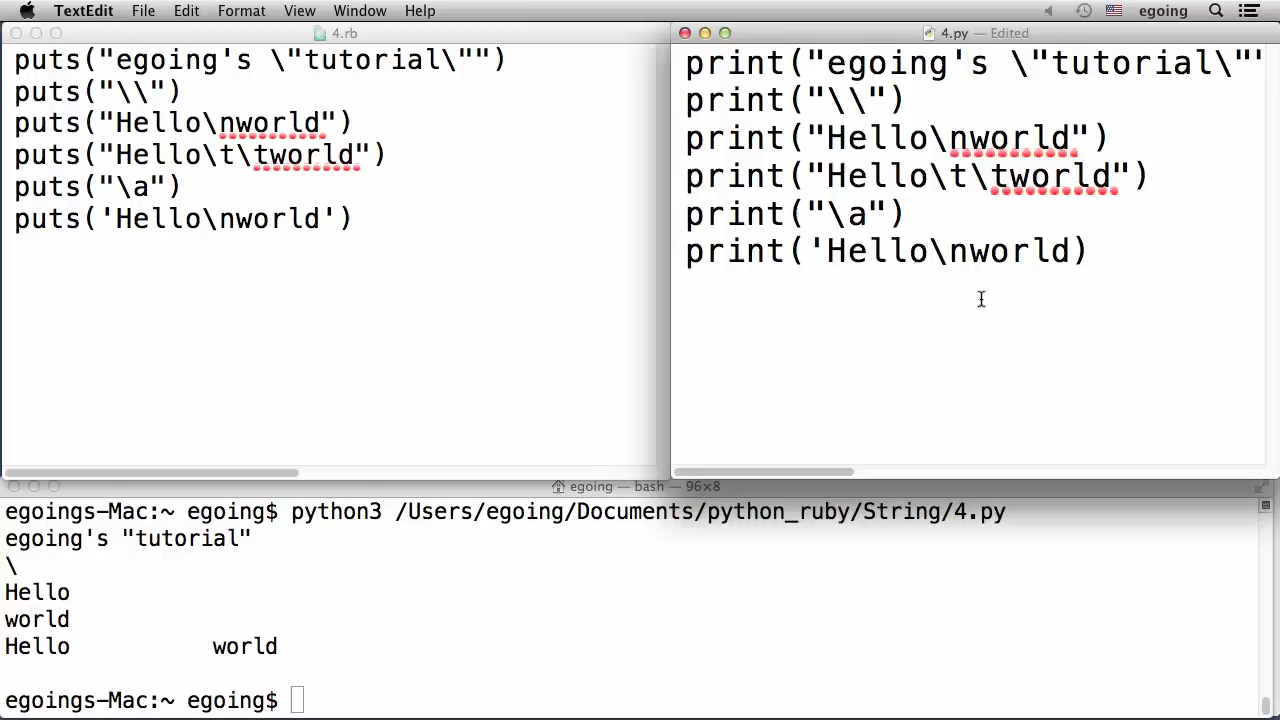 TextEdit File Edit Format View Window Help egoing
4.rb
puts("egoing's \"tutorial\"")
puts("\\")
puts("Hello\nworld")
puts("Hello\t\tworld")
puts("\a")
puts('Hello\nworld')
4.py — Edited
print("egoing's \"tutorial\"'
print("\\")
print("Hello\nworld")
print("Hello\t\tworld")
print("\a")
print('Hello\nworld)
egoing — bash — 96×8
egoings-Mac:~ egoing$ python3 /Users/egoing/Documents/python_ruby/String/4.py
egoing's "tutorial"
\
Hello
world
Hello		world
egoings-Mac:~ egoing$